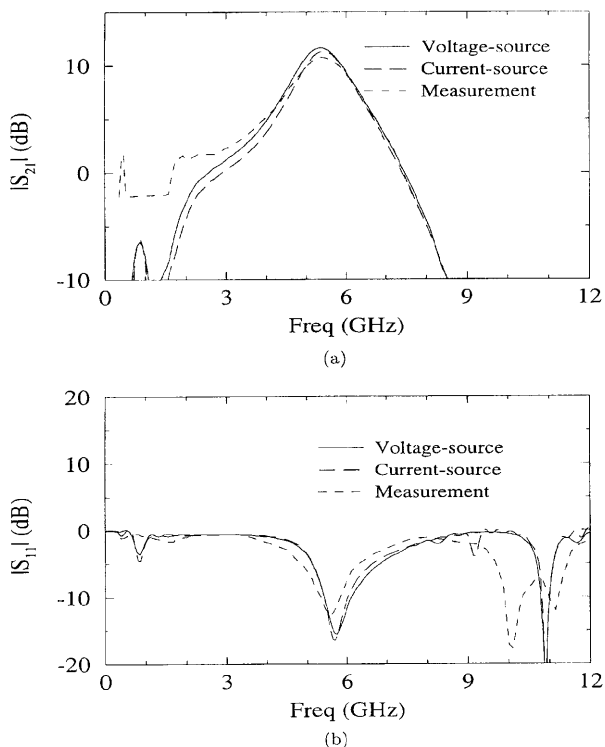 10
0
-10
|S21| (dB)
Voltage-source
Current-source
Measurement
0 3 6 9 12
Freq (GHz)
(a)
20
10
0
-10
-20
|S11| (dB)
Voltage-source
Current-source
Measurement
0 3 6 9 12
Freq (GHz)
(b)